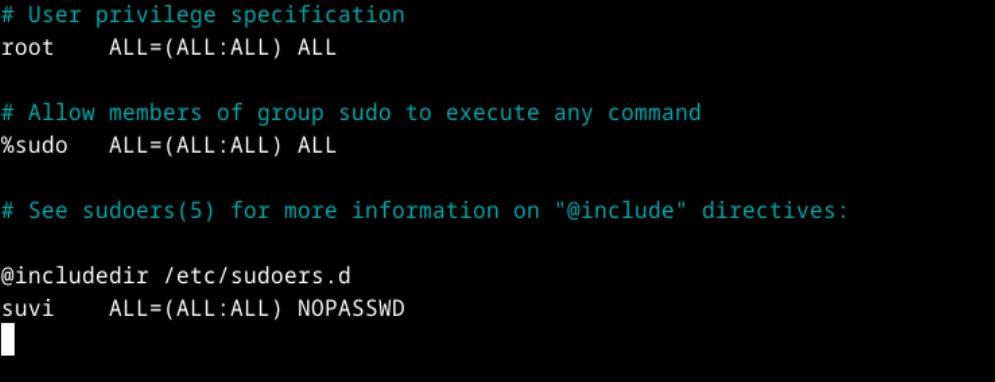 # User privilege specification
root    ALL=(ALL:ALL) ALL
# Allow members of group sudo to execute any command
%sudo   ALL=(ALL:ALL) ALL
# See sudoers(5) for more information on "@include" directives:
@includedir /etc/sudoers.d
suvi    ALL=(ALL:ALL) NOPASSWD